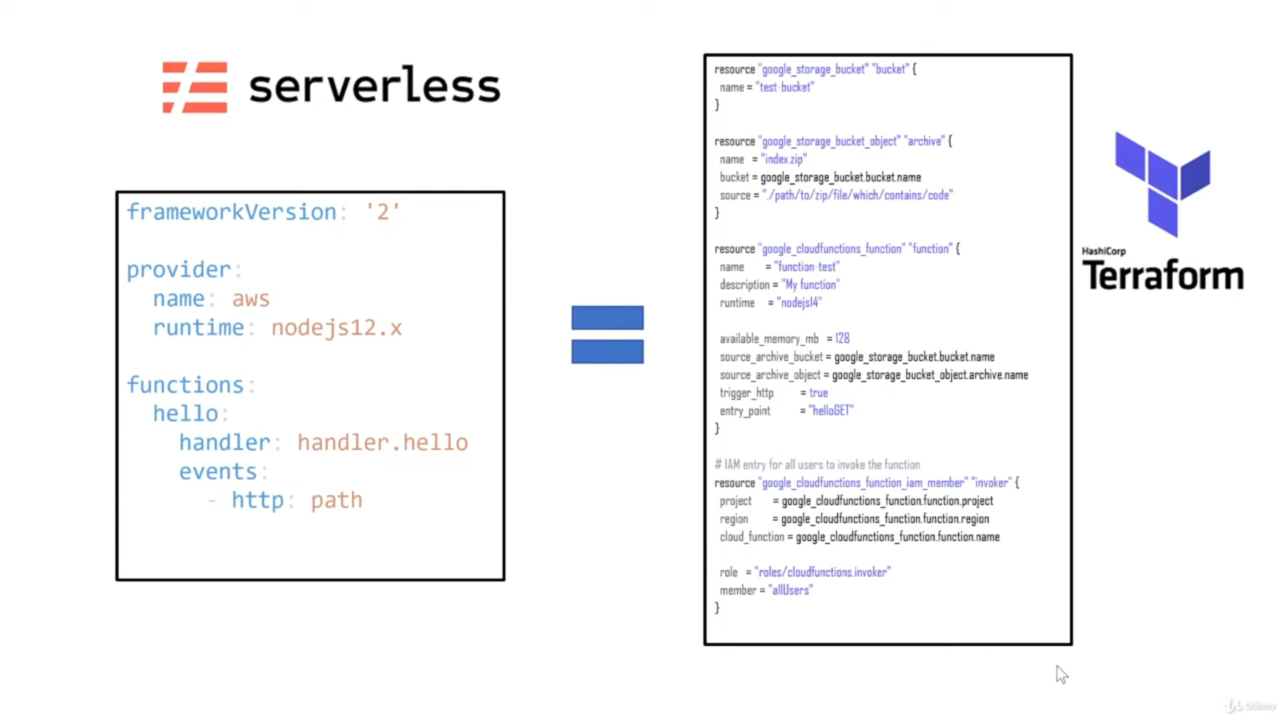 serverless
frameworkVersion: '2'
provider:
name: aws
runtime: nodejs12.x
functions:
hello:
handler: handler.hello
events:
- http: path
resource "google_storage_bucket" "bucket" {
name = "test-bucket"
}
resource "google_storage_bucket_object" "archive" {
name = "index.zip"
bucket = google_storage_bucket.bucket.name
source = "./path/to/zip/file/which/contains/code"
}
resource "google_cloudfunctions_function" "function" {
name = "function-test"
description = "My function"
runtime = "nodejs14"
available_memory_mb = 128
source_archive_bucket = google_storage_bucket.bucket.name
source_archive_object = google_storage_bucket_object.archive.name
trigger_http = true
entry_point = "helloGET"
}
# IAM entry for all users to invoke the function
resource "google_cloudfunctions_function_iam_member" "invoker" {
project = google_cloudfunctions_function.function.project
region = google_cloudfunctions_function.function.region
cloud_function = google_cloudfunctions_function.function.name
role = "roles/cloudfunctions.invoker"
member = "allUsers"
}
HashiCorp
Terraform
Udemy